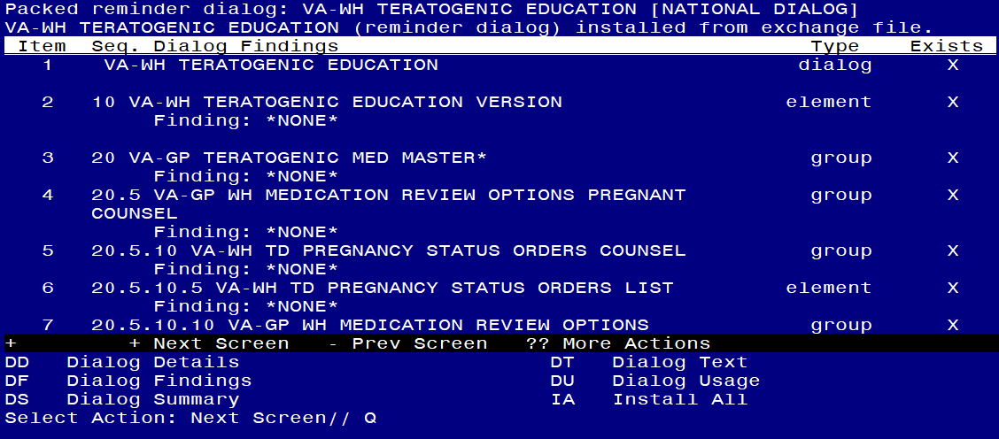 Packed reminder dialog: VA-WH TERATOGENIC EDUCATION [NATIONAL DIALOG]
VA-WH TERATOGENIC EDUCATION (reminder dialog) installed from exchange file.
Item Seq. Dialog Findings Type Exists
1 VA-WH TERATOGENIC EDUCATION dialog X
2 10 VA-WH TERATOGENIC EDUCATION VERSION element X
Finding: *NONE*
3 20 VA-GP TERATOGENIC MED MASTER* group X
Finding: *NONE*
4 20.5 VA-GP WH MEDICATION REVIEW OPTIONS PREGNANT group X
COUNSEL
Finding: *NONE*
5 20.5.10 VA-WH TD PREGNANCY STATUS ORDERS COUNSEL group X
Finding: *NONE*
6 20.5.10.5 VA-WH TD PREGNANCY STATUS ORDERS LIST element X
Finding: *NONE*
7 20.5.10.10 VA-GP WH MEDICATION REVIEW OPTIONS group X
+ + Next Screen - Prev Screen ?? More Actions
DD Dialog Details DT Dialog Text
DF Dialog Findings DU Dialog Usage
DS Dialog Summary IA Install All
Select Action: Next Screen// Q